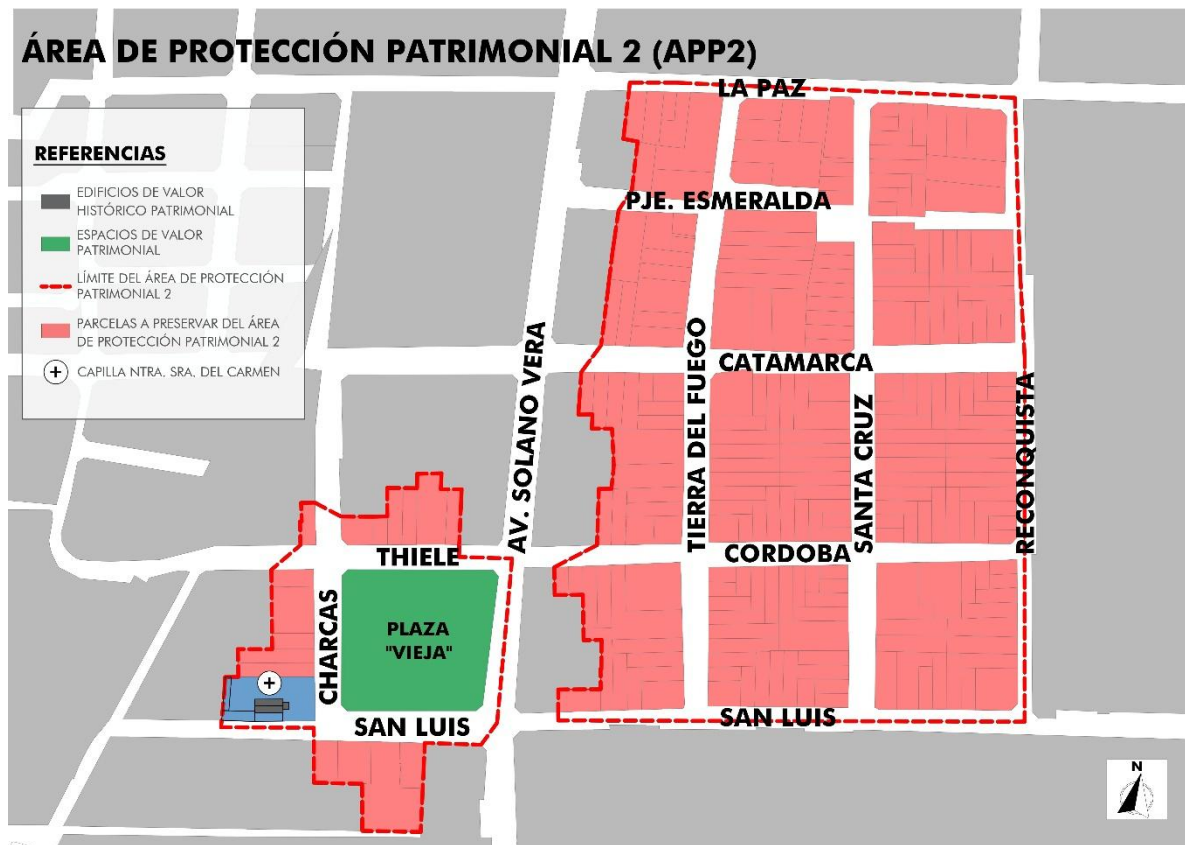 ÁREA DE PROTECCIÓN PATRIMONIAL 2 (APP2)
REFERENCIAS
EDIFICIOS DE VALOR
HISTÓRICO PATRIMONIAL
ESPACIOS DE VALOR
PATRIMONIAL
LÍMITE DEL ÁREA DE PROTECCIÓN
PATRIMONIAL 2
PARCELAS A PRESERVAR DEL ÁREA
DE PROTECCIÓN PATRIMONIAL 2
CAPILLA NTRA. SRA. DEL CARMEN
LA PAZ
PJE. ESMERALDA
AV. SOLANO VERA
TIERRA DEL FUEGO
CATAMARCA
SANTA CRUZ
RECONQUISTA
THIELE
CORDOBA
CHARCAS
PLAZA
"VIEJA"
SAN LUIS
SAN LUIS
N